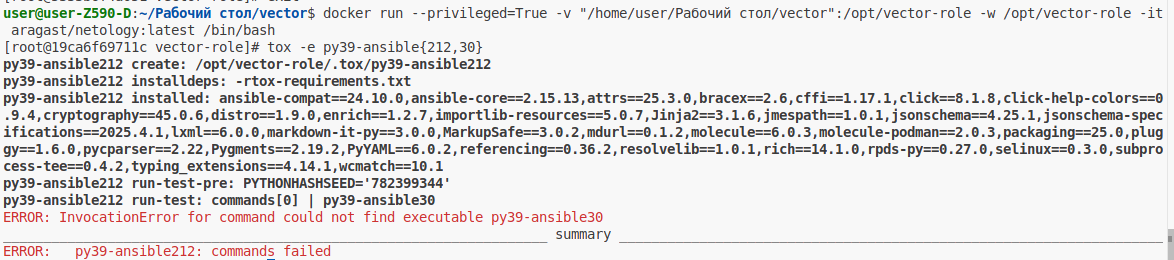 user@user-Z590-D:~/Рабочий стол/vector$ docker run --privileged=True -v "/home/user/Рабочий стол/vector":/opt/vector-role -w /opt/vector-role -it
aragast/netology:latest /bin/bash
[root@19ca6f69711c vector-role]# tox -e py39-ansible{212,30}
py39-ansible212 create: /opt/vector-role/.tox/py39-ansible212
py39-ansible212 installdeps: -rtox-requirements.txt
py39-ansible212 installed: ansible-compat==24.10.0,ansible-core==2.15.13,attrs==25.3.0,bracex==2.6,cffi==1.17.1,click==8.1.8,click-help-colors==0
.9.4,cryptography==45.0.6,distro==1.9.0,enrich==1.2.7,importlib-resources==5.0.7,Jinja2==3.1.6,jmespath==1.0.1,jsonschema==4.25.1,jsonschema-spec
ifications==2025.4.1,lxml==6.0.0,markdown-it-py==3.0.0,MarkupSafe==3.0.2,mdurl==0.1.2,molecule==6.0.3,molecule-podman==2.0.3,packaging==25.0,plug
gy==1.6.0,pycparser==2.22,Pygments==2.19.2,PyYAML==6.0.2,referencing==0.36.2,resolvelib==1.0.1,rich==14.1.0,rpds-py==0.27.0,selinux==0.3.0,subpro
cess-tee==0.4.2,typing_extensions==4.14.1,wcmatch==10.1
py39-ansible212 run-test-pre: PYTHONHASHSEED='782399344'
py39-ansible212 run-test: commands[0] | py39-ansible30
ERROR: InvocationError for command could not find executable py39-ansible30
summary
ERROR:   py39-ansible212: commands failed